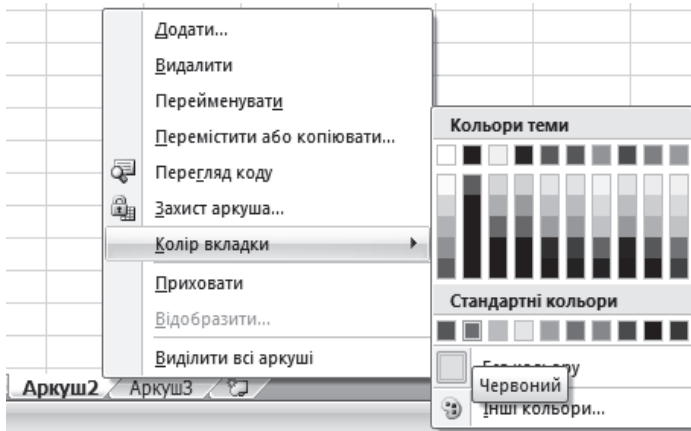 Додати...
Видалити
Перейменувати
Перемістити або копіювати...
Перегляд коду
Захист аркуша...
Колір вкладки
Приховати
Відобразити...
Виділити всі аркуші
Кольори теми
Стандартні кольори
Червоний
Інші кольори...
Аркуш2 Аркуш3